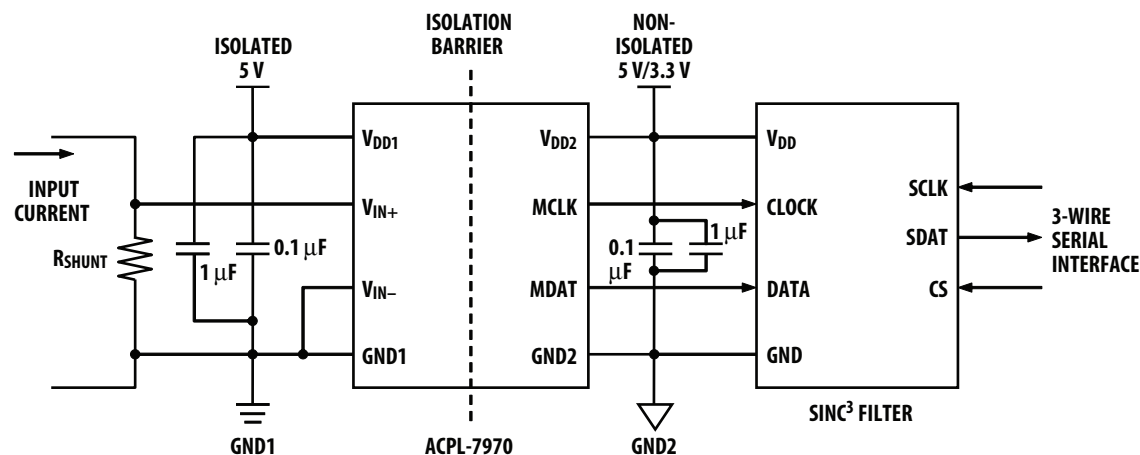 ISOLATION
BARRIER
ISOLATED
5 V
NON-
ISOLATED
5 V/3.3 V
INPUT
CURRENT
RSHUNT
1 μF
0.1 μF
VDD1
VIN+
VIN–
GND1
VDD2
MCLK
MDAT
GND2
0.1
μF
1 μF
VDD
CLOCK
DATA
GND
SCLK
SDAT
CS
3-WIRE
SERIAL
INTERFACE
GND1
ACPL-7970
GND2
SINC³ FILTER